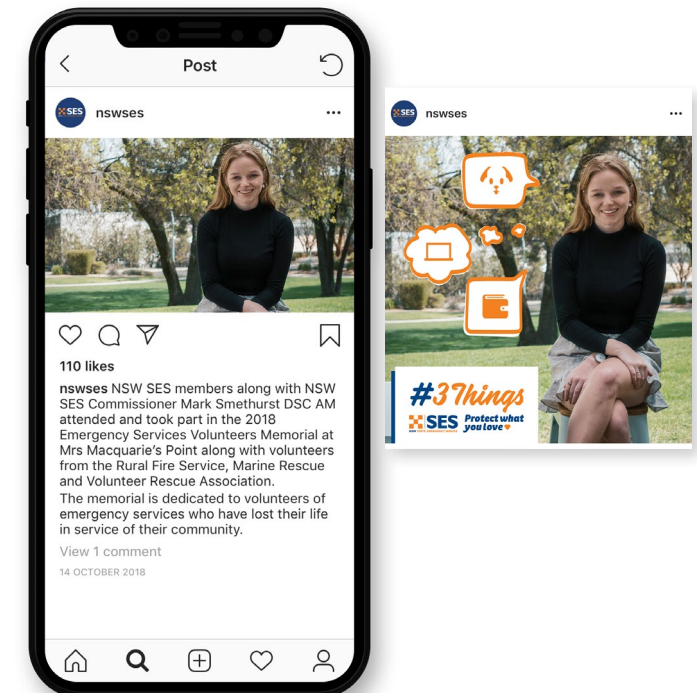 Post
SES
nswses
110 likes
nswses NSW SES members along with NSW
SES Commissioner Mark Smethurst DSC AM
attended and took part in the 2018
Emergency Services Volunteers Memorial at
Mrs Macquarie's Point along with volunteers
from the Rural Fire Service, Marine Rescue
and Volunteer Rescue Association.
The memorial is dedicated to volunteers of
emergency services who have lost their life
in service of their community.
View 1 comment
14 OCTOBER 2018
SES
nswses
#3Things
SES Protect what
you love